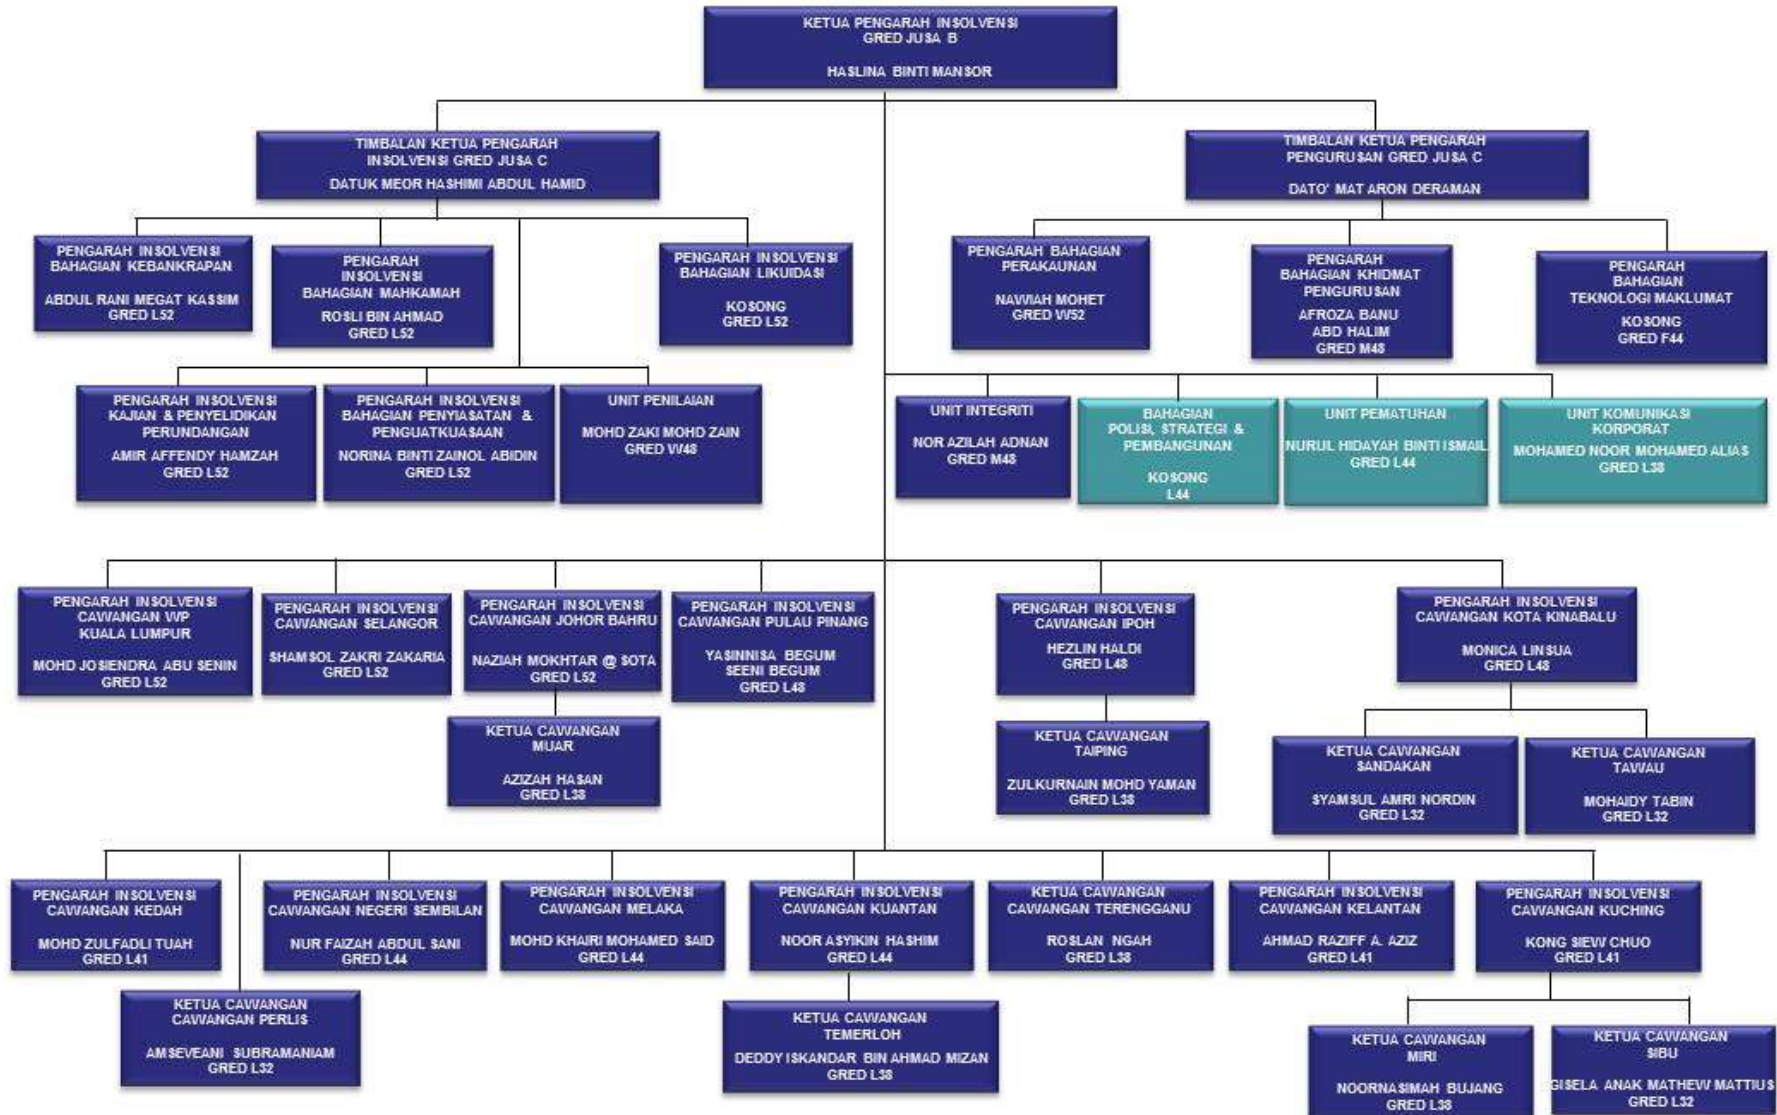 KETUA PENGARAH INSOLVENSI
GRED JUSA B
HASLINA BINTI MANSOR
TIMBALAN KETUA PENGARAH
INSOLVENSI GRED JUSA C
DATUK MEOR HASHIMI ABDUL HAMID
TIMBALAN KETUA PENGARAH
PENGURUSAN GRED JUSA C
DATO' MAT ARON DERAMAN
PENGARAH INSOLVENSI
BAHAGIAN KEBANKRAPAN
ABDUL RANI MEGAT KASSIM
GRED L52
PENGARAH
INSOLVENSI
BAHAGIAN MAHKAMAH
ROSLI BIN AHMAD
GRED L52
PENGARAH INSOLVENSI
BAHAGIAN LIKUIDASI
KOSONG
GRED L52
PENGARAH BAHAGIAN
PERAKAUNAN
NAWIAH MOHET
GRED W52
PENGARAH
BAHAGIAN KHIDMAT
PENGURUSAN
AFROZA BANU
ABD HALIM
GRED M48
PENGARAH
BAHAGIAN
TEKNOLOGI MAKLUMAT
KOSONG
GRED F44
PENGARAH INSOLVENSI
KAJIAN & PENYELIDIKAN
PERUNDANGAN
AMIR AFFENDY HAMZAH
GRED L52
PENGARAH INSOLVENSI
BAHAGIAN PENYIASATAN &
PENGUATKUASAAN
NORINA BINTI ZAINOL ABIDIN
GRED L52
UNIT PENILAIAN
MOHD ZAKI MOHD ZAIN
GRED W48
UNIT INTEGRITI
NOR AZILAH ADNAN
GRED M48
BAHAGIAN
POLISI, STRATEGI &
PEMBANGUNAN
KOSONG
L44
UNIT PEMATUHAN
NURUL HIDAYAH BINTI ISMAIL
GRED L44
UNIT KOMUNIKASI
KORPORAT
MOHAMED NOOR MOHAMED ALIAS
GRED L38
PENGARAH INSOLVENSI
CAWANGAN WP
KUALA LUMPUR
MOHD JOSIENDRA ABU SENIN
GRED L52
PENGARAH INSOLVENSI
CAWANGAN SELANGOR
SHAMSOL ZAKRI ZAKARIA
GRED L52
PENGARAH INSOLVENSI
CAWANGAN JOHOR BAHRU
NAZIAH MOKHTAR @ SOTA
GRED L52
PENGARAH INSOLVENSI
CAWANGAN PULAU PINANG
YASINNISA BEGUM
SEENI BEGUM
GRED L48
PENGARAH INSOLVENSI
CAWANGAN IPOH
HEZLIN HALDI
GRED L48
PENGARAH INSOLVENSI
CAWANGAN KOTA KINABALU
MONICA LINSUA
GRED L48
KETUA CAWANGAN
MUAR
AZIZAH HASAN
GRED L38
KETUA CAWANGAN
TAIPING
ZULKURNAIN MOHD YAMAN
GRED L38
KETUA CAWANGAN
SANDAKAN
SYAMSUL AMRI NORDIN
GRED L32
KETUA CAWANGAN
TAWAU
MOHAIDY TABIN
GRED L32
PENGARAH INSOLVENSI
CAWANGAN KEDAH
MOHD ZULFADLI TUAH
GRED L41
PENGARAH INSOLVENSI
CAWANGAN NEGERI SEMBILAN
NUR FAIZAH ABDUL SANI
GRED L44
PENGARAH INSOLVENSI
CAWANGAN MELAKA
MOHD KHAIRI MOHAMED SAID
GRED L44
PENGARAH INSOLVENSI
CAWANGAN KUANTAN
NOOR ASYIKIN HASHIM
GRED L44
KETUA CAWANGAN
CAWANGAN TERENGGANU
ROSLAN NGAH
GRED L38
PENGARAH INSOLVENSI
CAWANGAN KELANTAN
AHMAD RAZIFF A. AZIZ
GRED L41
PENGARAH INSOLVENSI
CAWANGAN KUCHING
KONG SIEW CHUO
GRED L41
KETUA CAWANGAN
CAWANGAN PERLIS
AMSEVEANI SUBRAMANIAM
GRED L32
KETUA CAWANGAN
TEMERLOH
DEDDY ISKANDAR BIN AHMAD MIZAN
GRED L38
KETUA CAWANGAN
MIRI
NOORNASIMAH BUJANG
GRED L38
KETUA CAWANGAN
SIBU
GISELA ANAK MATHEW MATTIUS
GRED L32